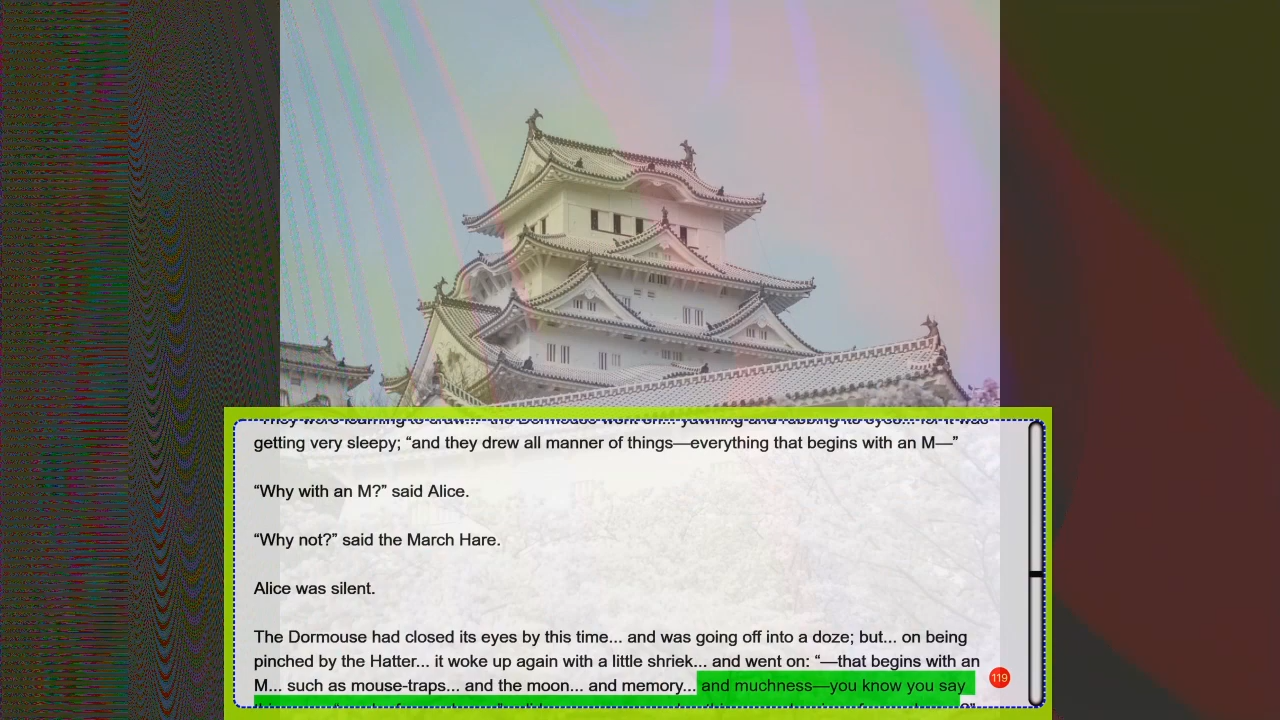 getting very sleepy; “and they drew all manner of things—everything that begins with an M—”
“Why with an M?” said Alice.
“Why not?” said the March Hare.
Alice was silent.
The Dormouse had closed its eyes by this time... and was going off into a doze; but... on being
pinched by the Hatter... it woke up again with a little shriek... and went on: “—that begins with an
M... such as mouse-traps... and the moon... and memory... and muchness—you know you say
119